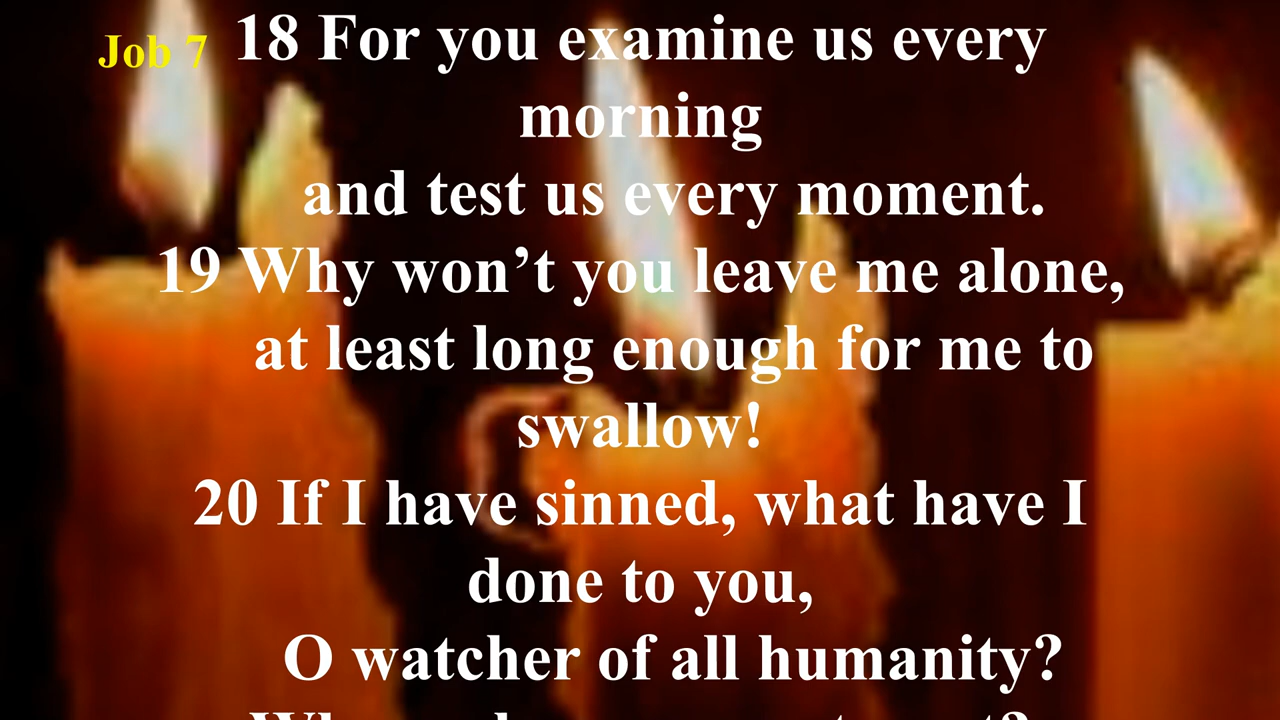 Job 7
18 For you examine us every
morning
and test us every moment.
19 Why won’t you leave me alone,
at least long enough for me to
swallow!
20 If I have sinned, what have I
done to you,
O watcher of all humanity?